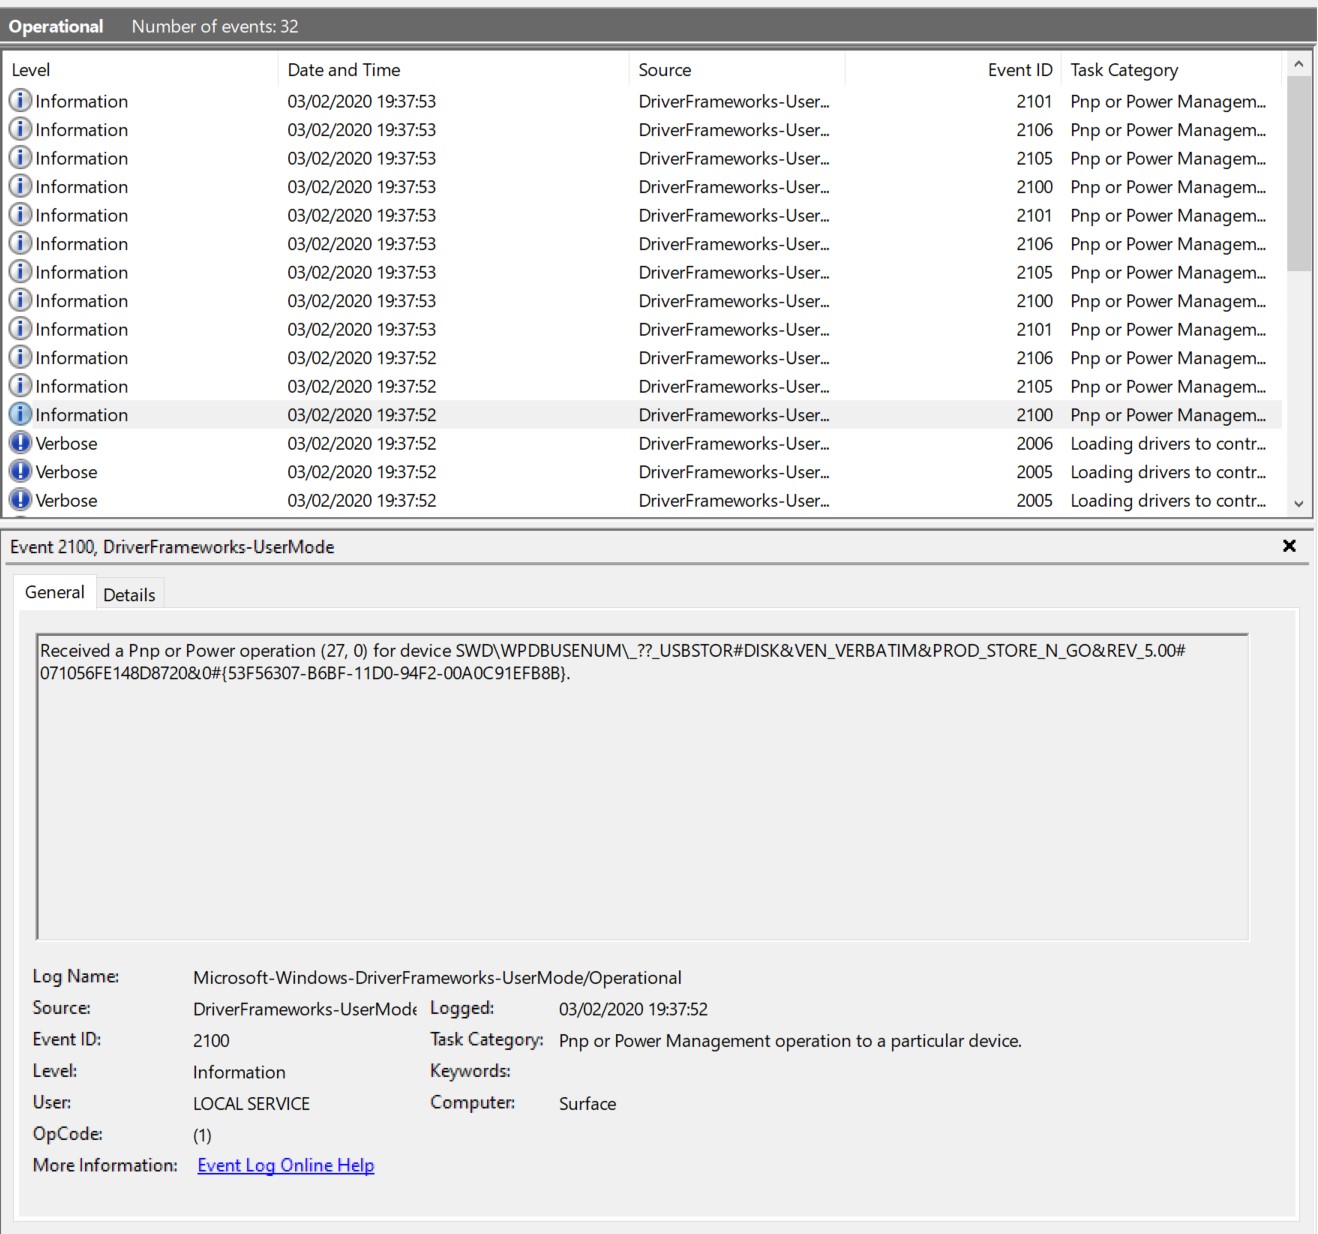 Operational Number of events: 32
Level Date and Time Source Event ID Task Category
Information 03/02/2020 19:37:53 DriverFrameworks-User... 2101 Pnp or Power Managem...
Information 03/02/2020 19:37:53 DriverFrameworks-User... 2106 Pnp or Power Managem...
Information 03/02/2020 19:37:53 DriverFrameworks-User... 2105 Pnp or Power Managem...
Information 03/02/2020 19:37:53 DriverFrameworks-User... 2100 Pnp or Power Managem...
Information 03/02/2020 19:37:53 DriverFrameworks-User... 2101 Pnp or Power Managem...
Information 03/02/2020 19:37:53 DriverFrameworks-User... 2106 Pnp or Power Managem...
Information 03/02/2020 19:37:53 DriverFrameworks-User... 2105 Pnp or Power Managem...
Information 03/02/2020 19:37:53 DriverFrameworks-User... 2100 Pnp or Power Managem...
Information 03/02/2020 19:37:53 DriverFrameworks-User... 2101 Pnp or Power Managem...
Information 03/02/2020 19:37:52 DriverFrameworks-User... 2106 Pnp or Power Managem...
Information 03/02/2020 19:37:52 DriverFrameworks-User... 2105 Pnp or Power Managem...
Information 03/02/2020 19:37:52 DriverFrameworks-User... 2100 Pnp or Power Managem...
Verbose 03/02/2020 19:37:52 DriverFrameworks-User... 2006 Loading drivers to contr...
Verbose 03/02/2020 19:37:52 DriverFrameworks-User... 2005 Loading drivers to contr...
Verbose 03/02/2020 19:37:52 DriverFrameworks-User... 2005 Loading drivers to contr...
Event 2100, DriverFrameworks-UserMode
General Details
Received a Pnp or Power operation (27, 0) for device SWD\WPDBUSENUM\_??_USBSTOR#DISK&VEN_VERBATIM&PROD_STORE_N_GO&REV_5.00#
071056FE148D8720&0#{53F56307-B6BF-11D0-94F2-00A0C91EFB8B}.
Log Name: Microsoft-Windows-DriverFrameworks-UserMode/Operational
Source: DriverFrameworks-UserMode Logged: 03/02/2020 19:37:52
Event ID: 2100 Task Category: Pnp or Power Management operation to a particular device.
Level: Information Keywords:
User: LOCAL SERVICE Computer: Surface
OpCode: (1)
More Information: Event Log Online Help